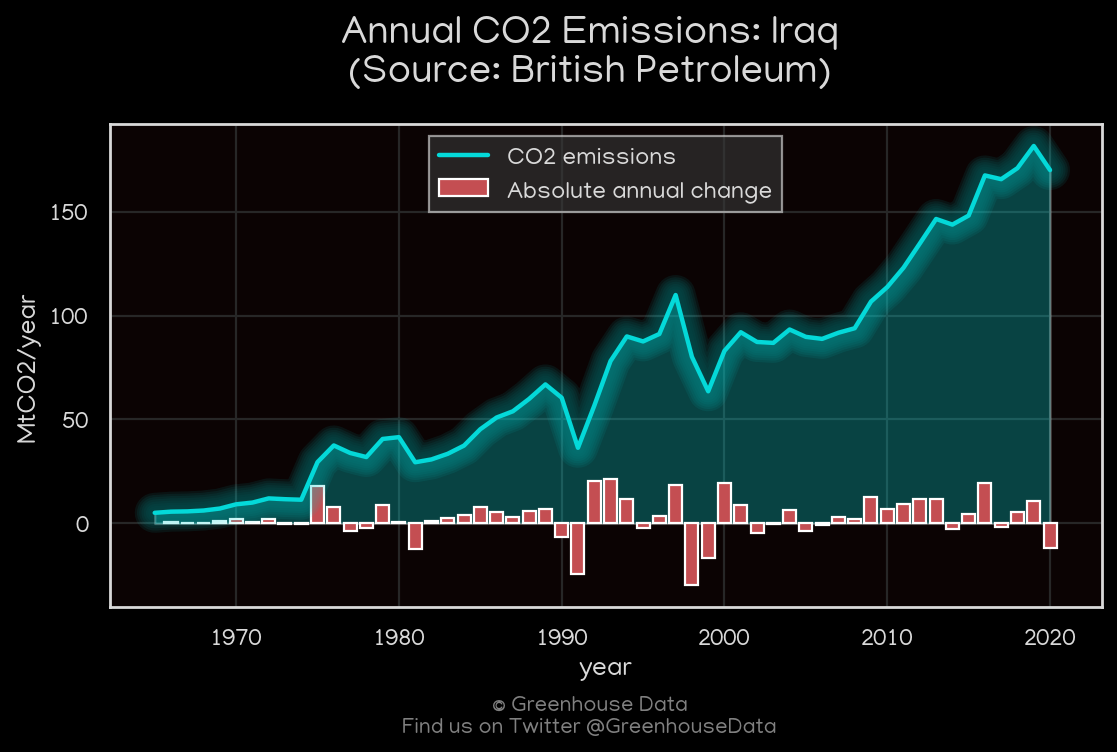 Annual CO2 Emissions: Iraq
(Source: British Petroleum)
CO2 emissions
Absolute annual change
150
100
50
0
MtCO2/year
1970 1980 1990 2000 2010 2020
year
© Greenhouse Data
Find us on Twitter @GreenhouseData